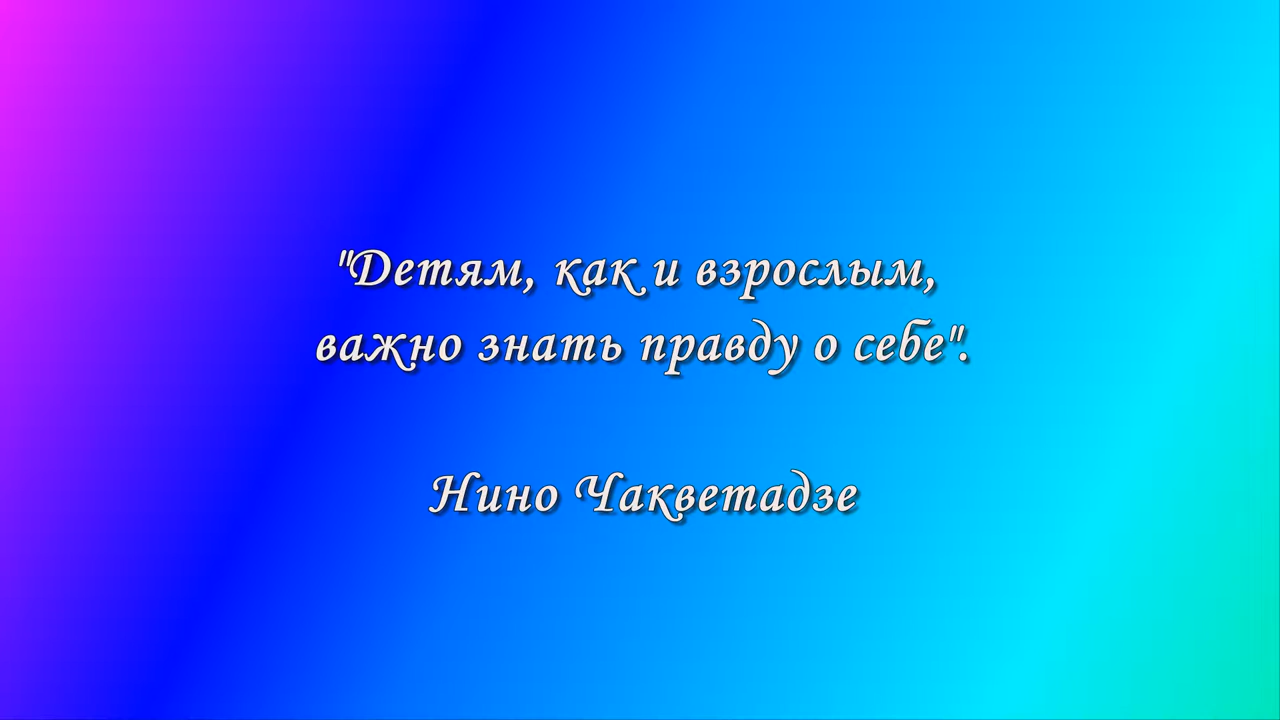 "Детям, как и взрослым,
важно знать правду о себе".
Нино Чакветадзе